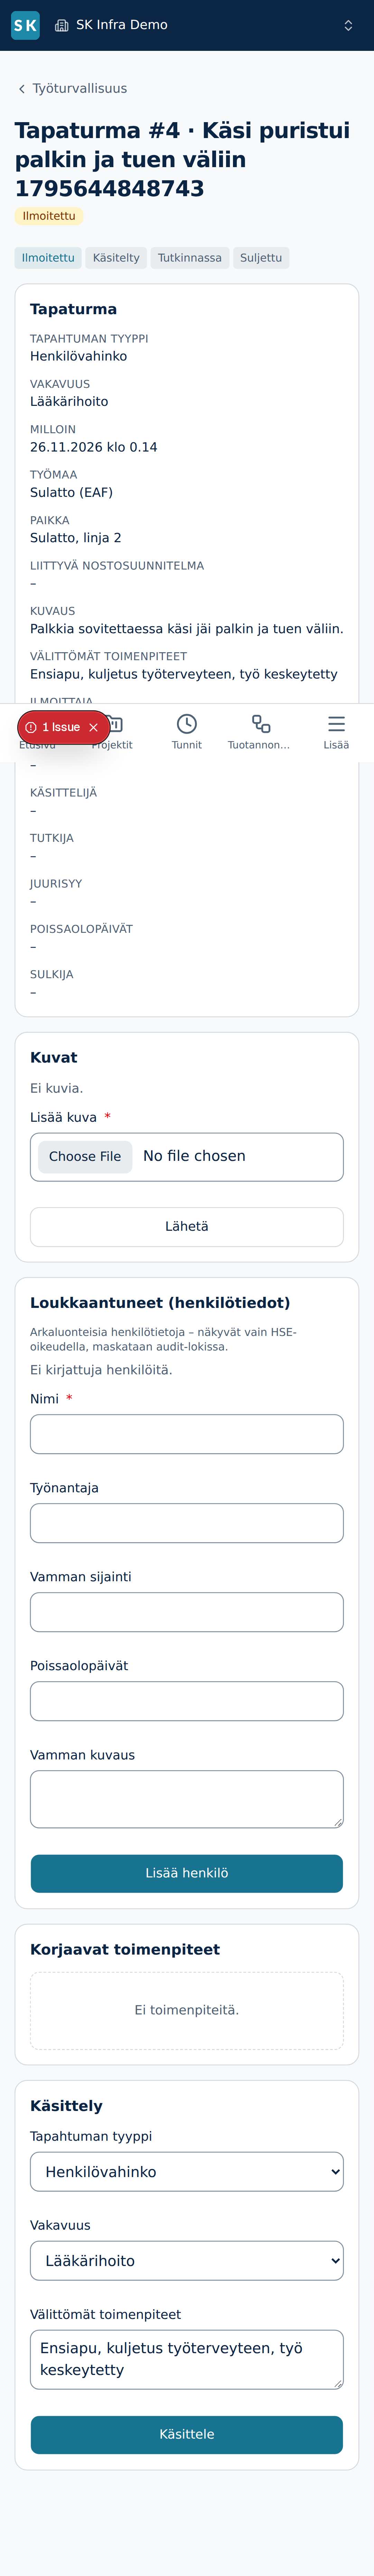 SK
SK Infra Demo
Työturvallisuus
Tapaturma #4 · Käsi puristui
palkin ja tuen väliin
1795644848743
Ilmoitettu
Ilmoitettu
Käsitelty
Tutkinnassa
Suljettu
Tapaturma
TAPAHTUMAN TYYPPI
Henkilövahinko
VAKAVUUS
Lääkärihoito
MILLOIN
26.11.2026 klo 0.14
TYÖMAA
Sulatto (EAF)
PAIKKA
Sulatto, linja 2
LIITTYVÄ NOSTOSUUNNITELMA
–
KUVAUS
Palkkia sovitettaessa käsi jäi palkin ja tuen väliin.
VÄLITTÖMÄT TOIMENPITEET
Ensiapu, kuljetus työterveyteen, työ keskeytetty
ILMOITTAJA
1 Issue
Etusivu
Projektit
Tunnit
Tuotannon...
Lisää
–
KÄSITTELIJÄ
–
TUTKIJA
–
JUURISYY
–
POISSAOLOPÄIVÄT
–
SULKIJA
–
Kuvat
Ei kuvia.
Lisää kuva *
Choose File No file chosen
Lähetä
Loukkaantuneet (henkilötiedot)
Arkaluonteisia henkilötietoja – näkyvät vain HSE-
oikeudella, maskataan audit-lokissa.
Ei kirjattuja henkilöitä.
Nimi *
Työnantaja
Vamman sijainti
Poissaolopäivät
Vamman kuvaus
Lisää henkilö
Korjaavat toimenpiteet
Ei toimenpiteitä.
Käsittely
Tapahtuman tyyppi
Henkilövahinko
Vakavuus
Lääkärihoito
Välittömät toimenpiteet
Ensiapu, kuljetus työterveyteen, työ
keskeytetty
Käsittele